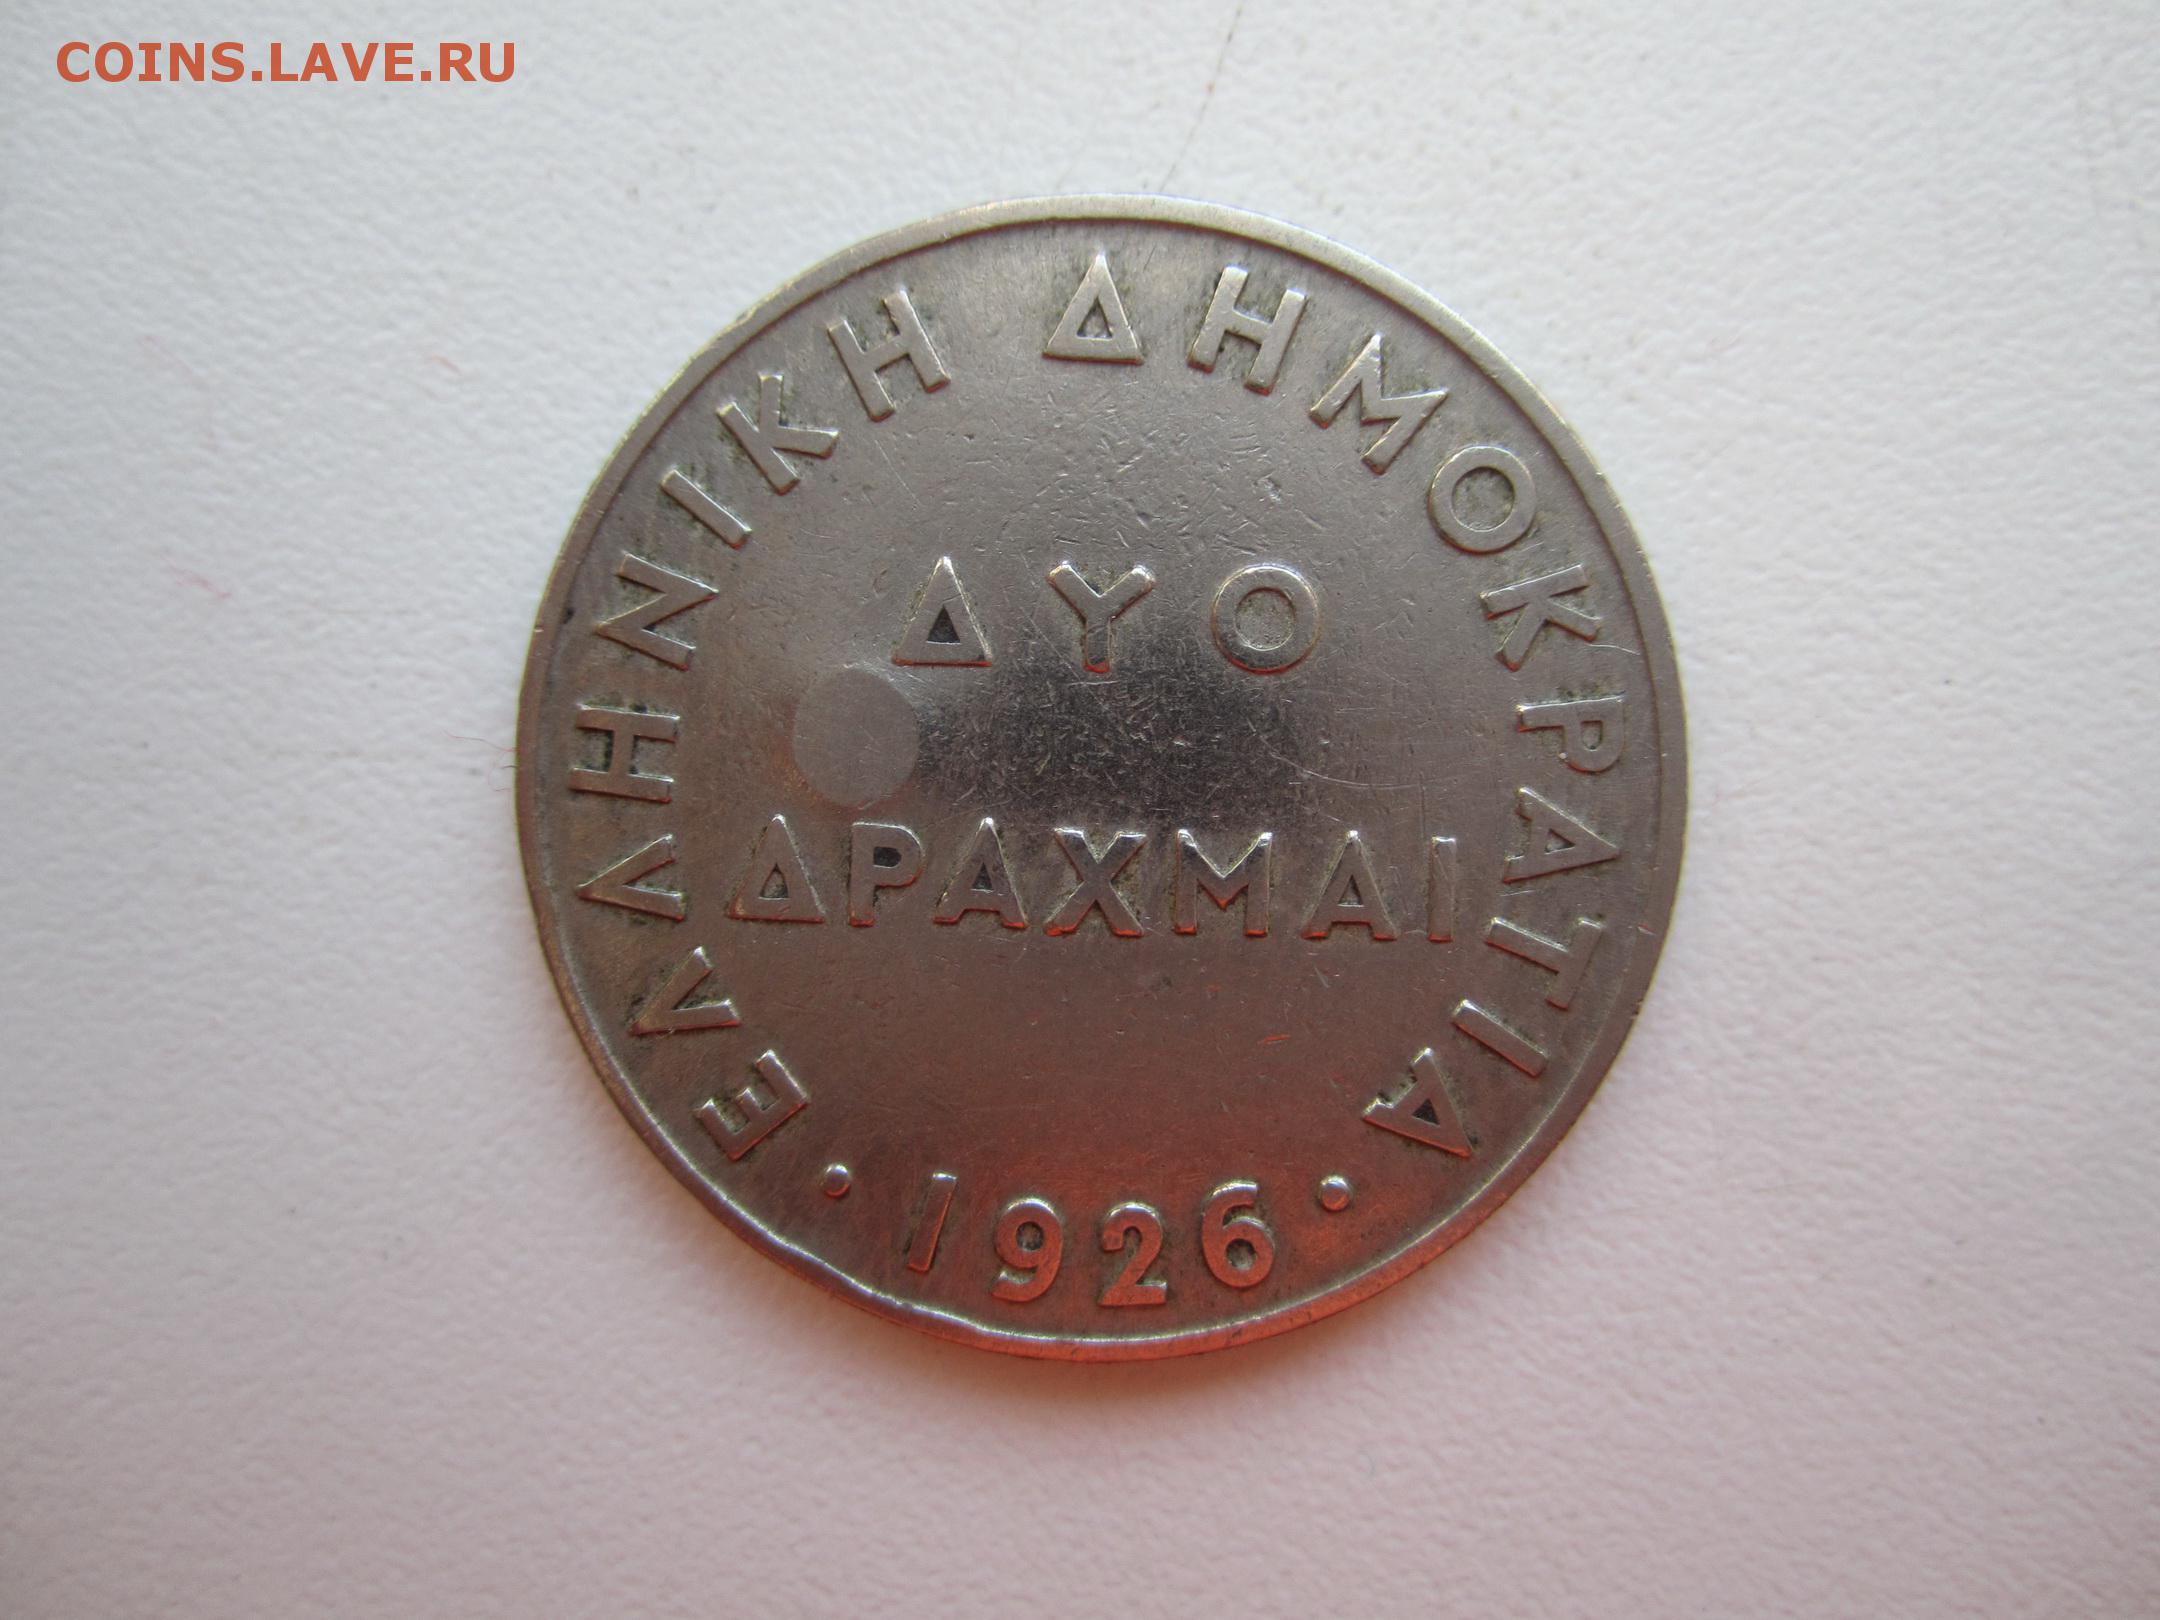 COINS.LAVE.RU
ΕΛΛΗΝΙΚΗ ΔΗΜΟΚΡΑΤΙΑ
ΔΥΟ
ΔΡΑΧΜΑΙ
· 1926 ·